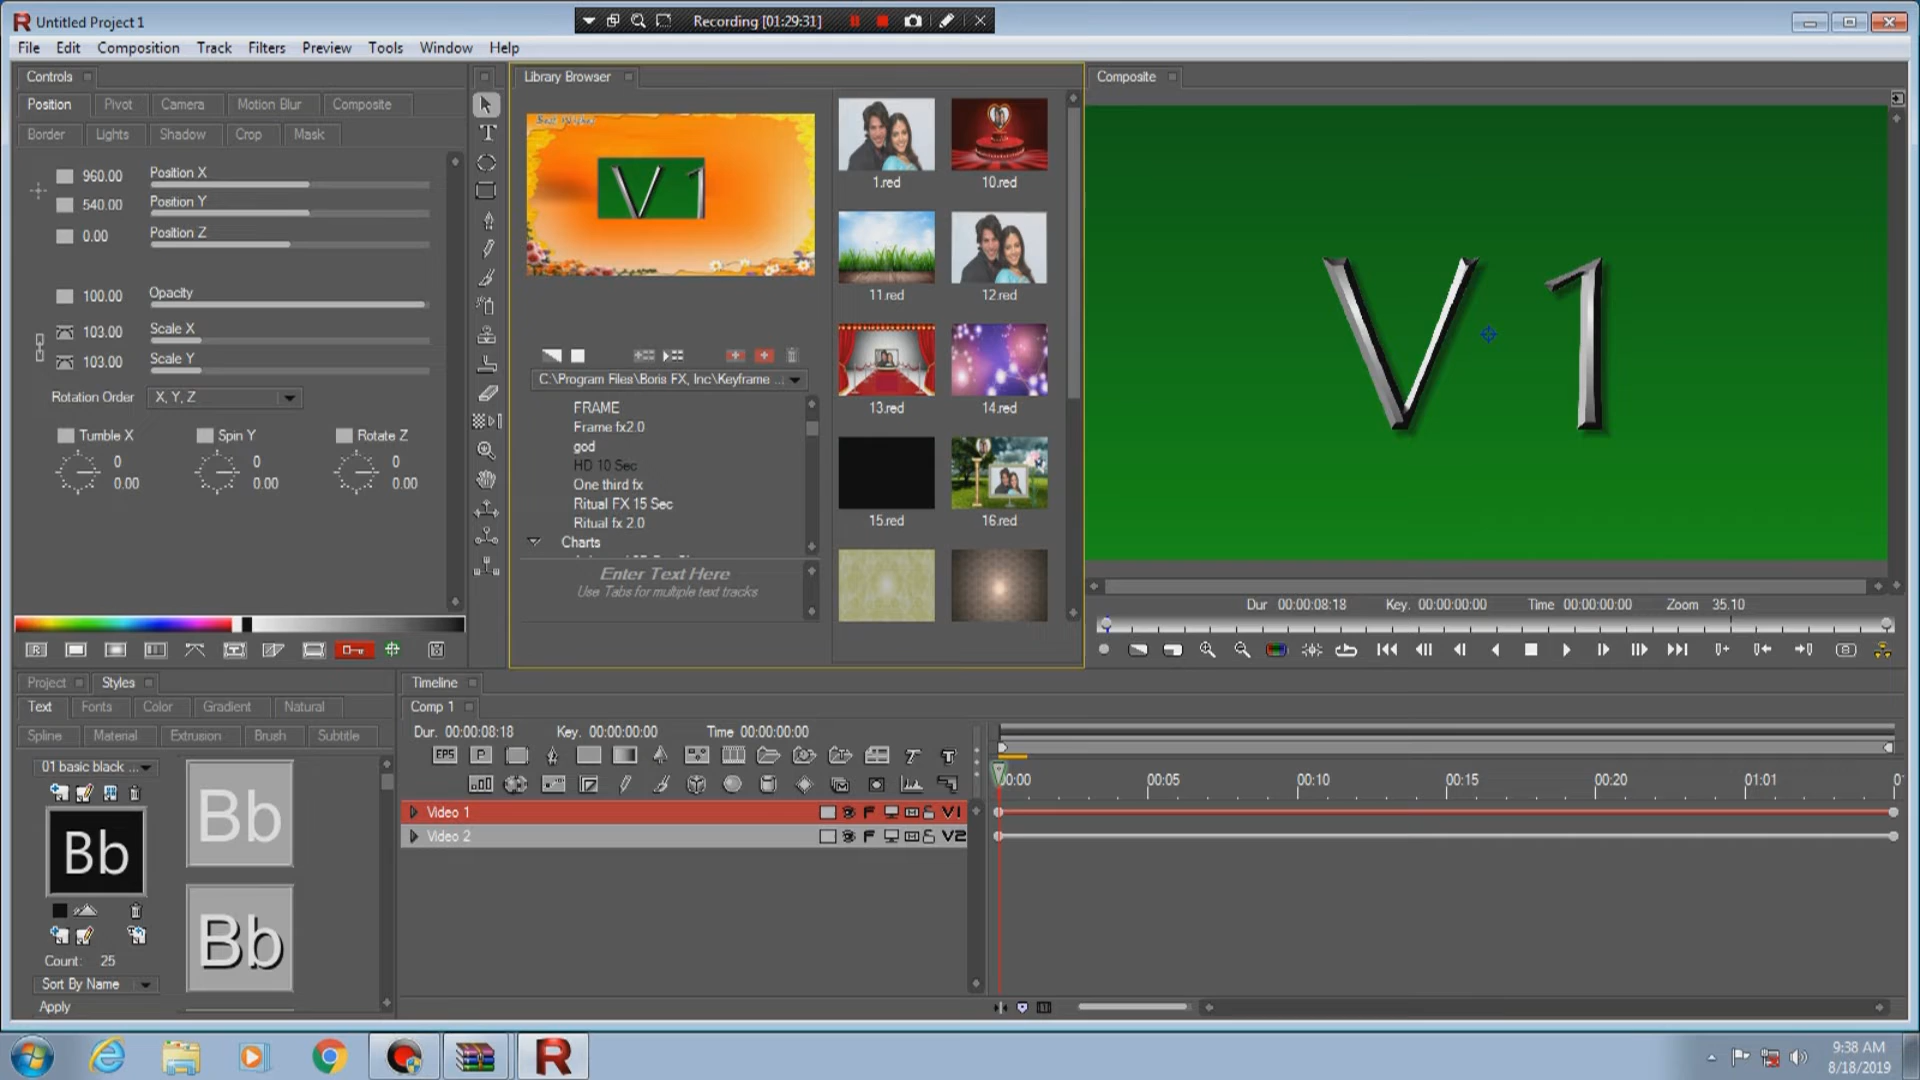 Untitled Project 1
Recording [01:29:31]
File Edit Composition Track Filters Preview Tools Window Help
Controls
Position Pivot Camera Motion Blur Composite
Border Lights Shadow Crop Mask
960.00 Position X
540.00 Position Y
0.00 Position Z
100.00 Opacity
103.00 Scale X
103.00 Scale Y
Rotation Order X, Y, Z
Tumble X Spin Y Rotate Z
0 0 0
0.00 0.00 0.00
Library Browser
V 1
C:\Program Files\Boris FX, Inc\Keyframe ...
FRAME
Frame fx2.0
god
HD 10 Sec
One third fx
Ritual FX 15 Sec
Ritual fx 2.0
Charts
Enter Text Here
Use Tabs for multiple text tracks
1.red 10.red
11.red 12.red
13.red 14.red
15.red 16.red
Composite
V 1
Dur 00:00:08:18 Key. 00:00:00:00 Time 00:00:00:00 Zoom 35.10
Project Styles
Text Fonts Color Gradient Natural
Spline Material Extrusion Brush Subtitle
01 basic black ...
Bb
Bb
Bb
Count: 25
Sort By Name
Apply
Timeline
Comp 1
Dur. 00:00:08:18 Key. 00:00:00:00 Time 00:00:00:00
EPS P
00:00 00:05 00:10 00:15 00:20 01:01
Video 1 F V1
Video 2 F V2
9:38 AM
8/18/2019